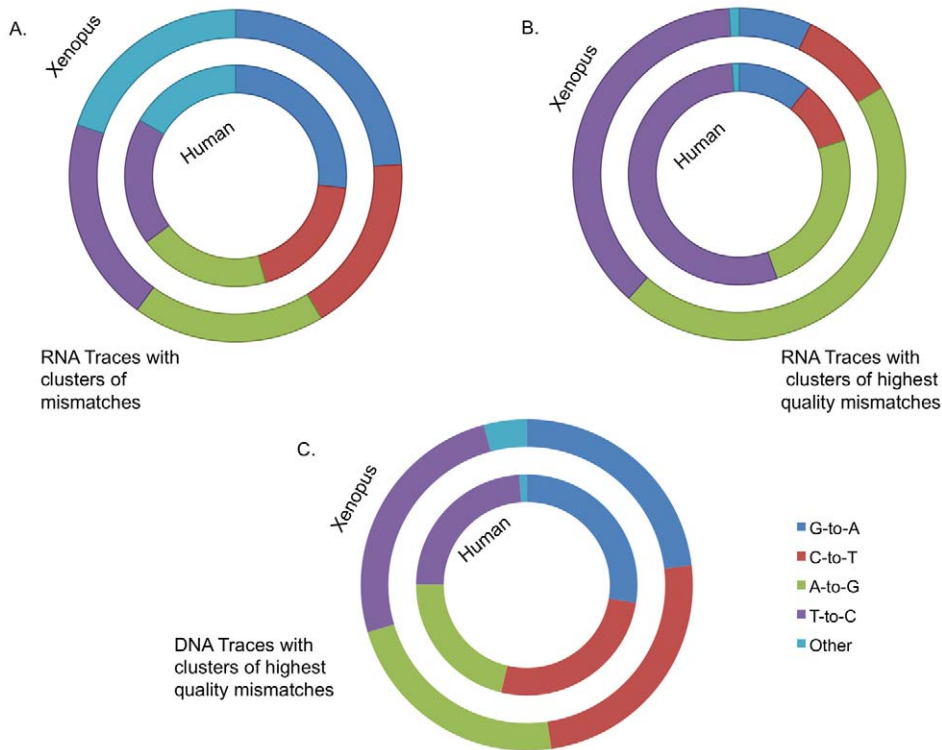 A.
Xenopus
Human
RNA Traces with
clusters of
mismatches
B.
Xenopus
Human
RNA Traces with
clusters of highest
quality mismatches
C.
Xenopus
Human
DNA Traces with
clusters of highest
quality mismatches
G-to-A
C-to-T
A-to-G
T-to-C
Other